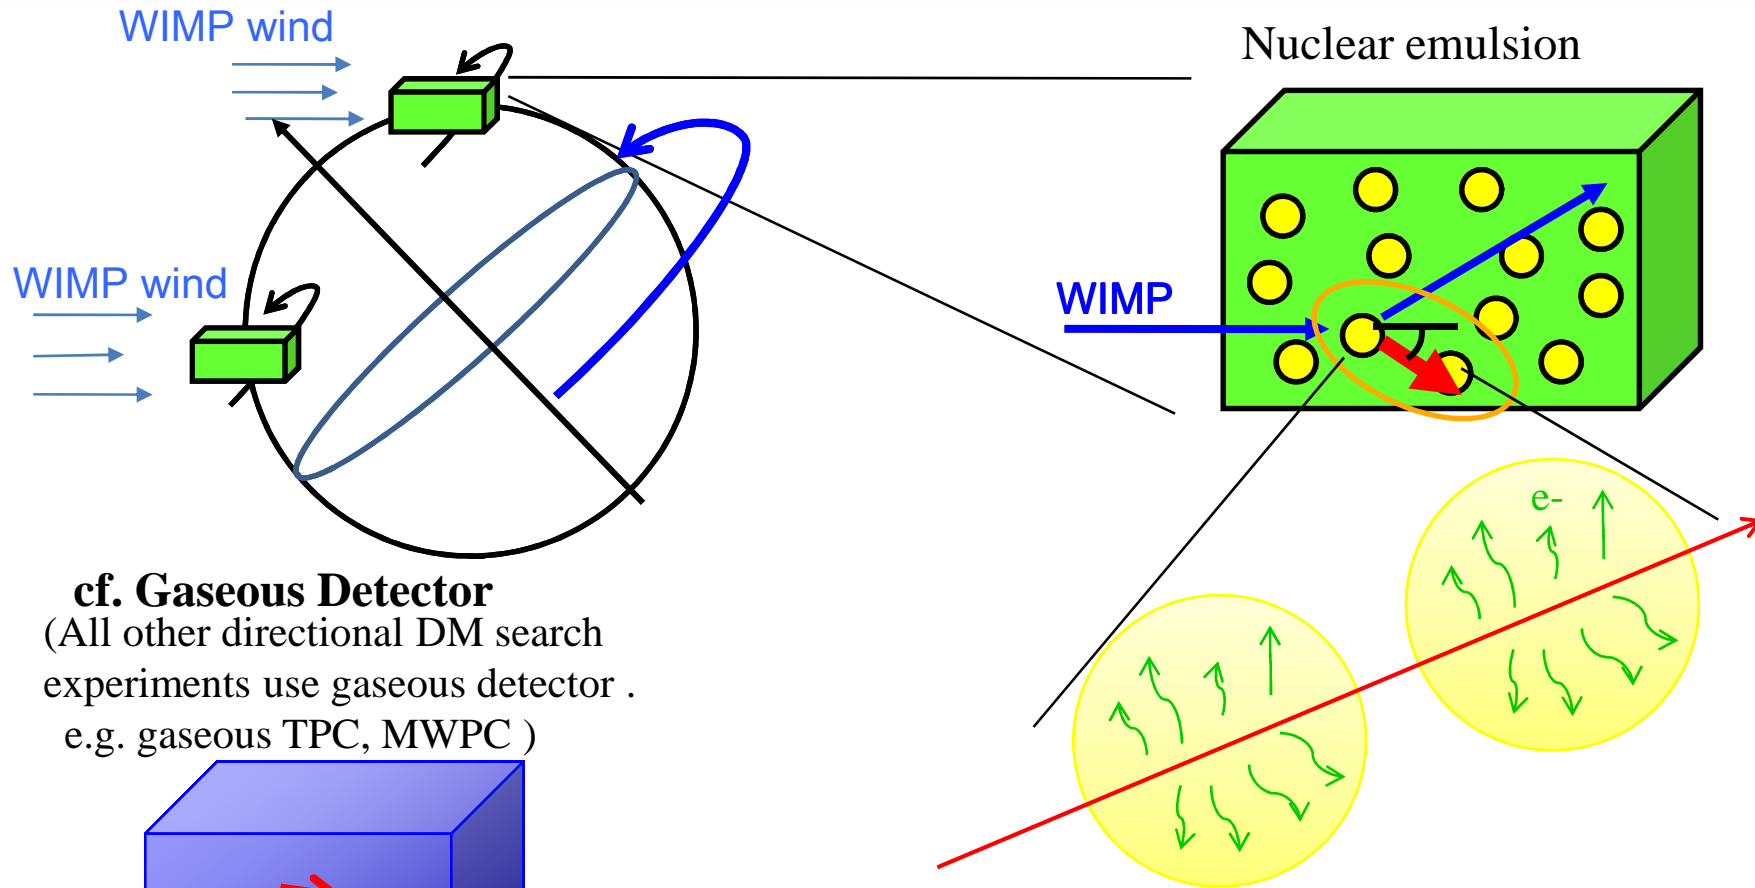 WIMP wind
Nuclear emulsion
WIMP wind
WIMP
e-
cf. Gaseous Detector
(All other directional DM search
experiments use gaseous detector .
e.g. gaseous TPC, MWPC )